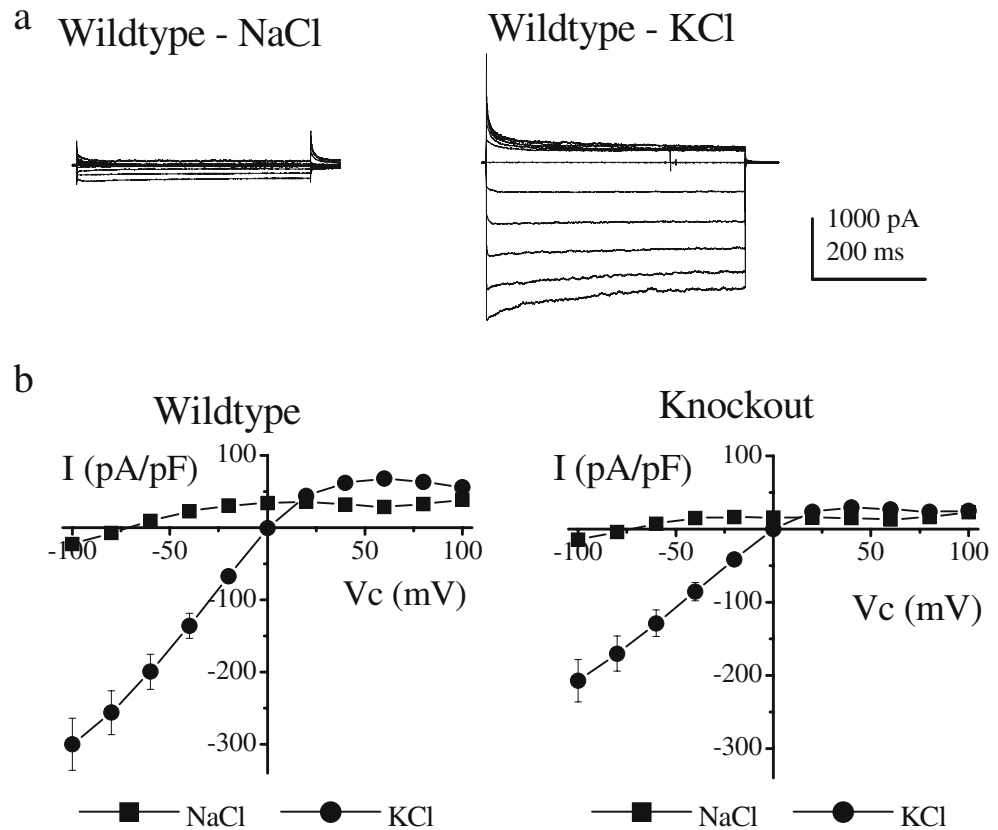 a
Wildtype - NaCl
Wildtype - KCl
1000 pA
200 ms
b
Wildtype
Knockout
I (pA/pF)
100
-100
-50
50
100
Vc (mV)
-100
-200
-300
I (pA/pF)
100
-100
-50
50
100
Vc (mV)
-100
-200
-300
NaCl
KCl
NaCl
KCl